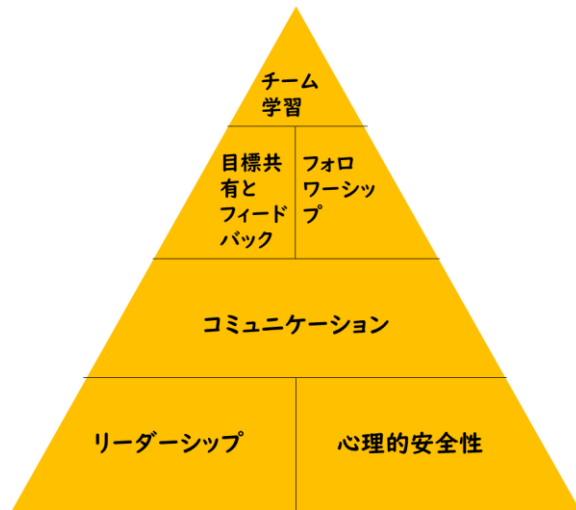 チーム
学習
目標共
有と
フィード
バック
フォロ
ワーシッ
プ
コミュニケーション
リーダーシップ
心理的安全性